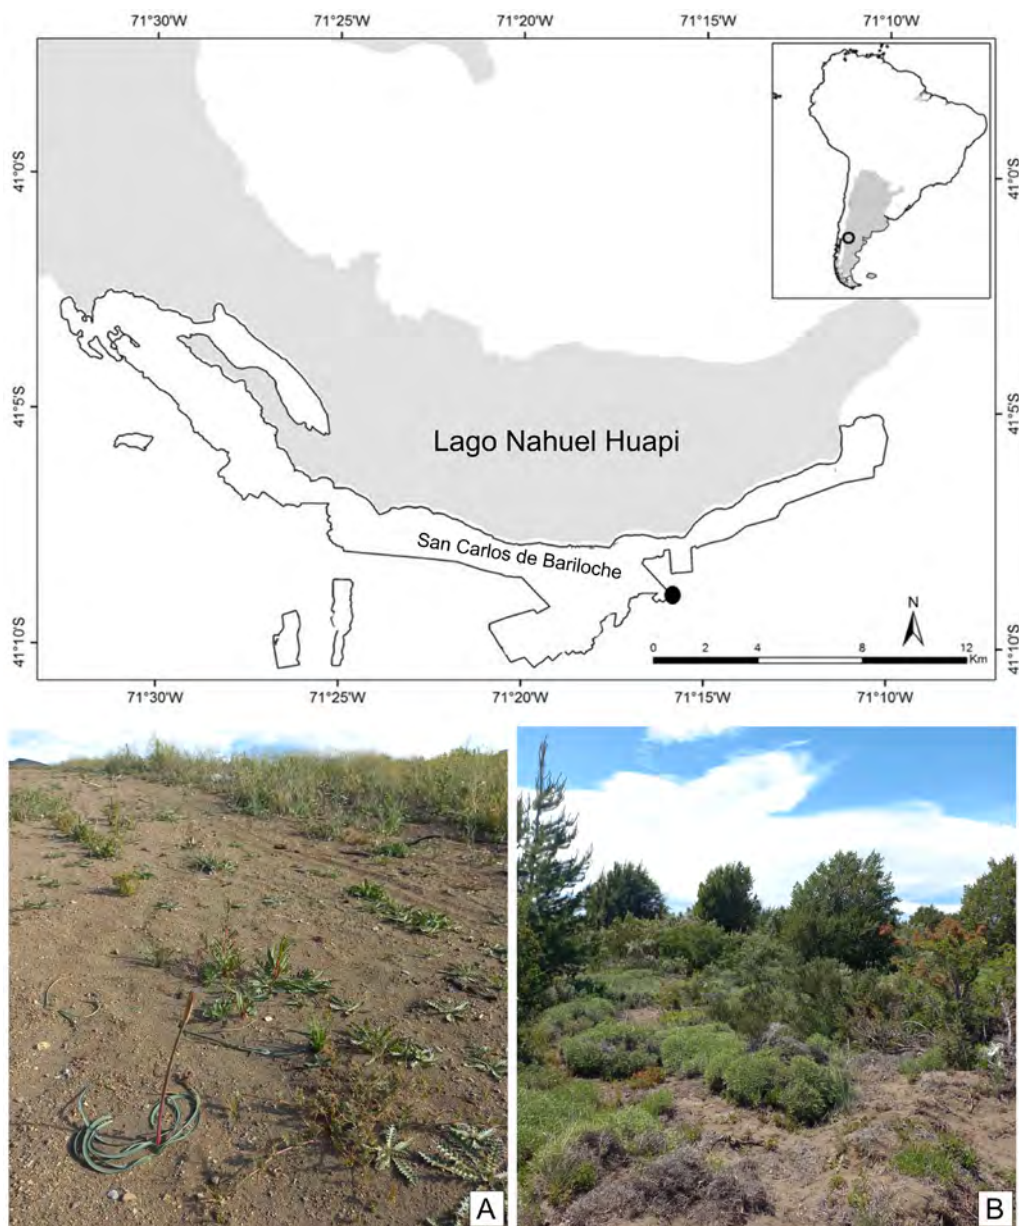 71°30'W 71°25'W 71°20'W 71°15'W 71°10'W
41°0'S 41°0'S
41°5'S 41°5'S
Lago Nahuel Huapi
San Carlos de Bariloche
N
0 2 4 8 12
Km
41°10'S 41°10'S
71°30'W 71°25'W 71°20'W 71°15'W 71°10'W
A B